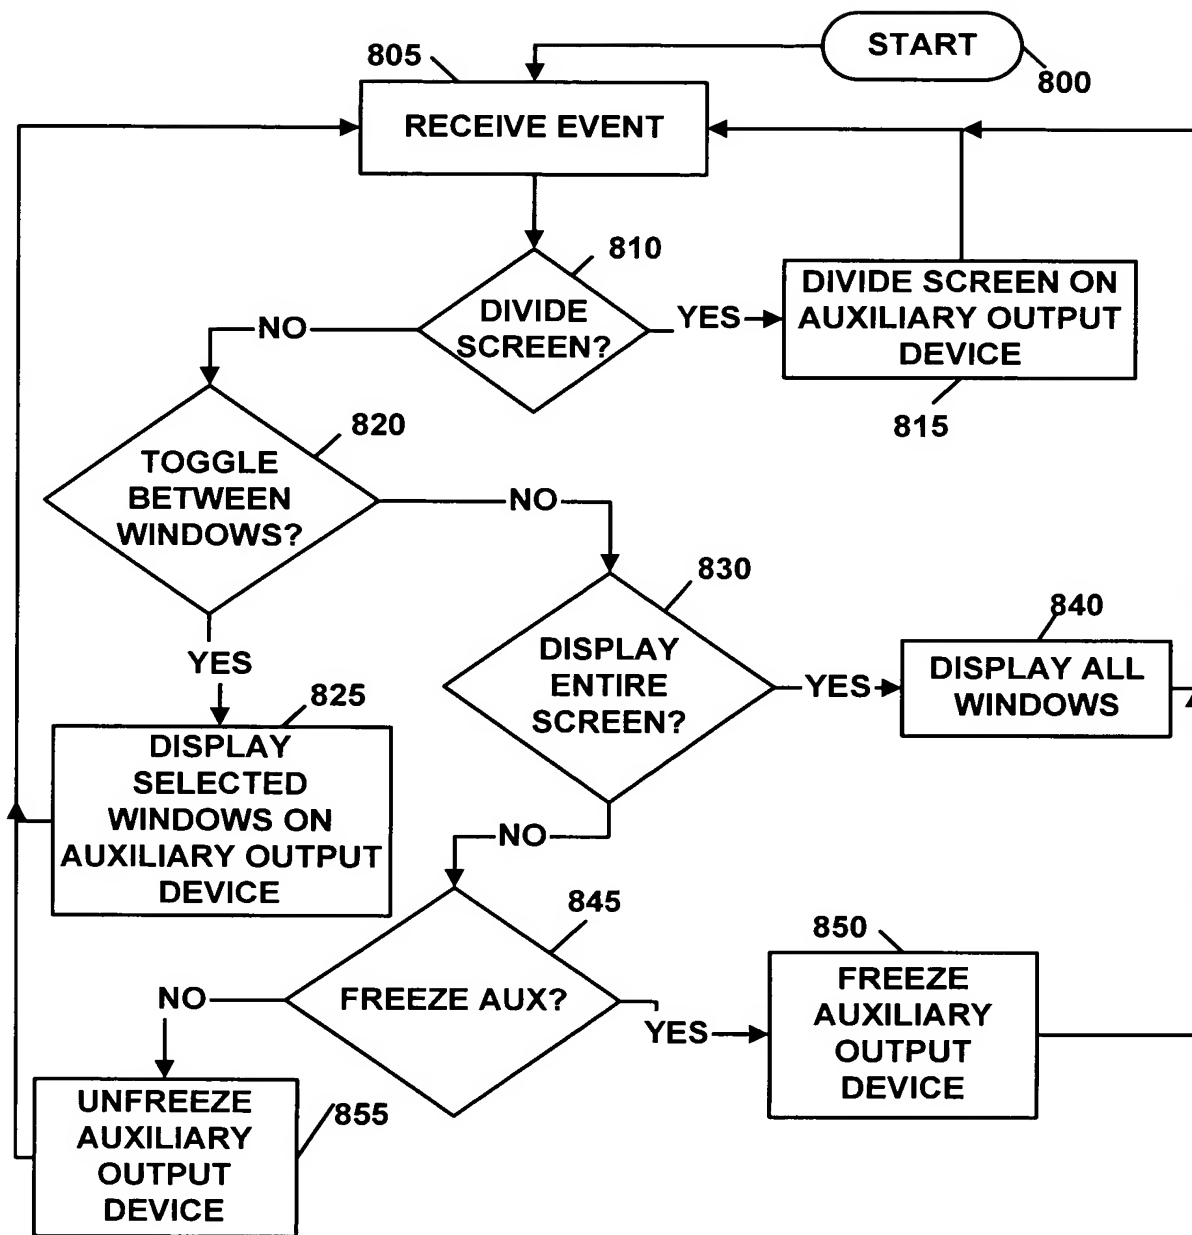 START
800
805
RECEIVE EVENT
810
DIVIDE
SCREEN?
YES
DIVIDE SCREEN ON
AUXILIARY OUTPUT
DEVICE
815
NO
820
TOGGLE
BETWEEN
WINDOWS?
NO
YES
825
DISPLAY
SELECTED
WINDOWS ON
AUXILIARY OUTPUT
DEVICE
830
DISPLAY
ENTIRE
SCREEN?
YES
840
DISPLAY ALL
WINDOWS
NO
845
FREEZE AUX?
YES
850
FREEZE
AUXILIARY
OUTPUT
DEVICE
NO
UNFREEZE
AUXILIARY
OUTPUT
DEVICE
855